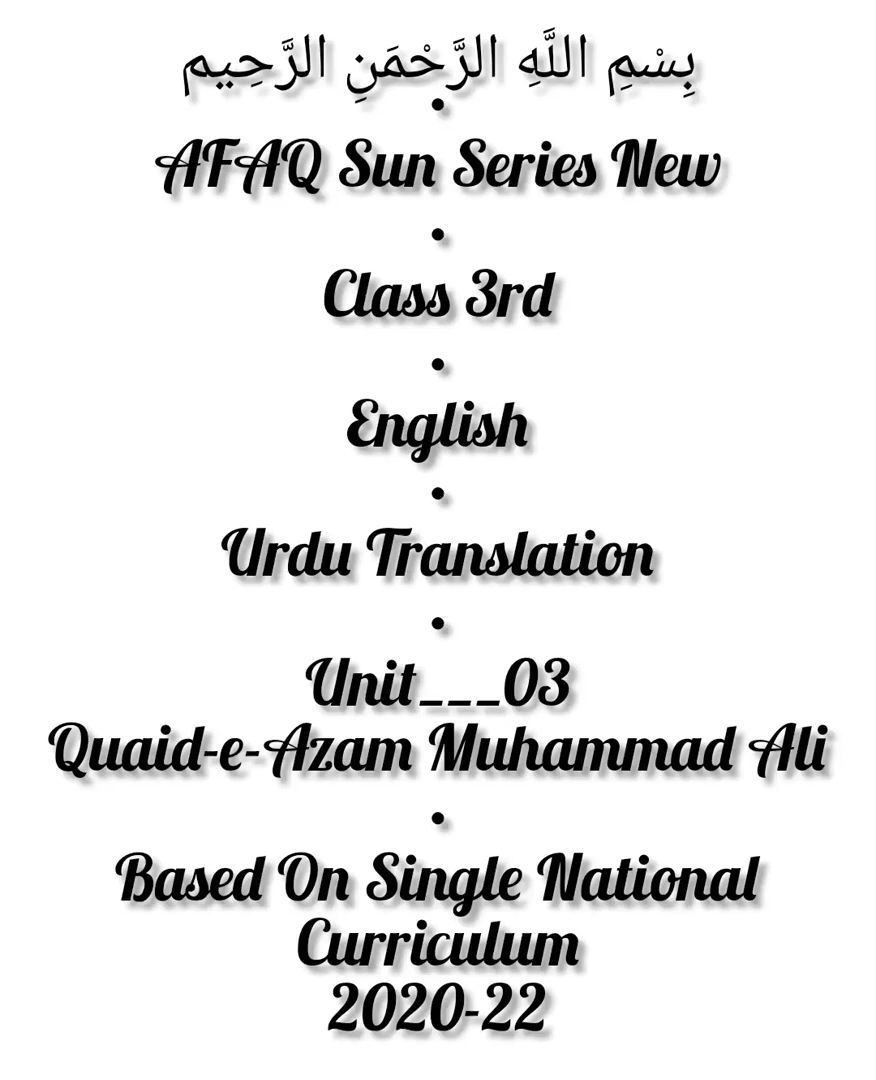 بِسْمِ اللَّهِ الرَّحْمَنِ الرَّحِيم
•
AFAQ Sun Series New
•
Class 3rd
•
English
•
Urdu Translation
•
Unit___03
Quaid-e-Azam Muhammad Ali
•
Based On Single National
Curriculum
2020-22